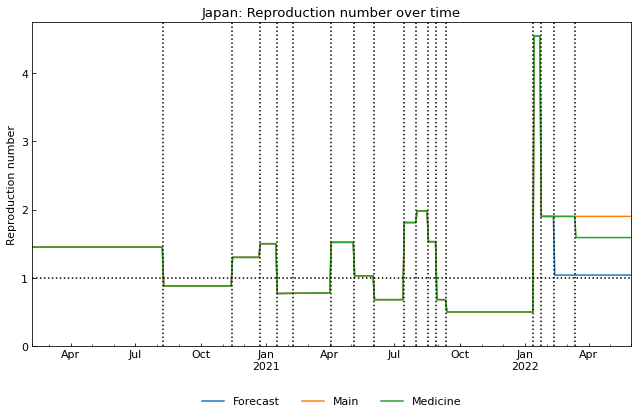 Japan: Reproduction number over time
Reproduction number
4
3
2
1
0
Apr Jul Oct Jan Apr Jul Oct Jan Apr
2021 2022
Forecast Main Medicine